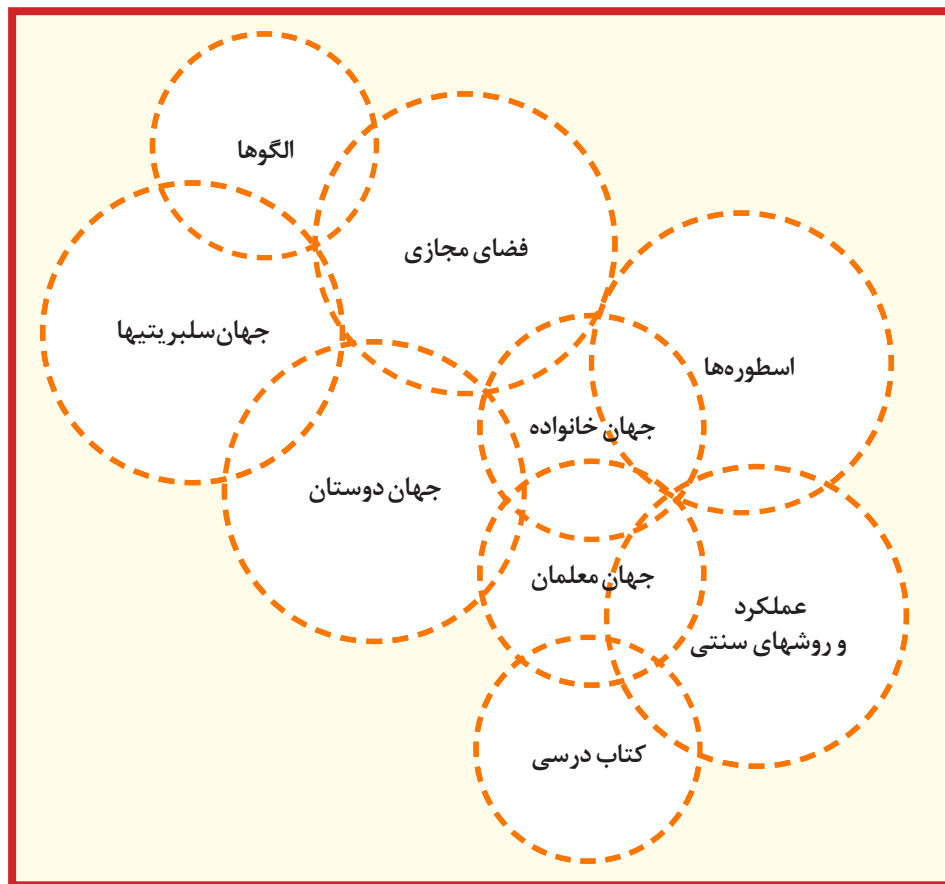 الگوها
فضای مجازی
جهان‌سلبریتیها
اسطوره‌ها
جهان خانواده
جهان دوستان
جهان معلمان
عملکرد
و روشهای سنتی
کتاب درسی